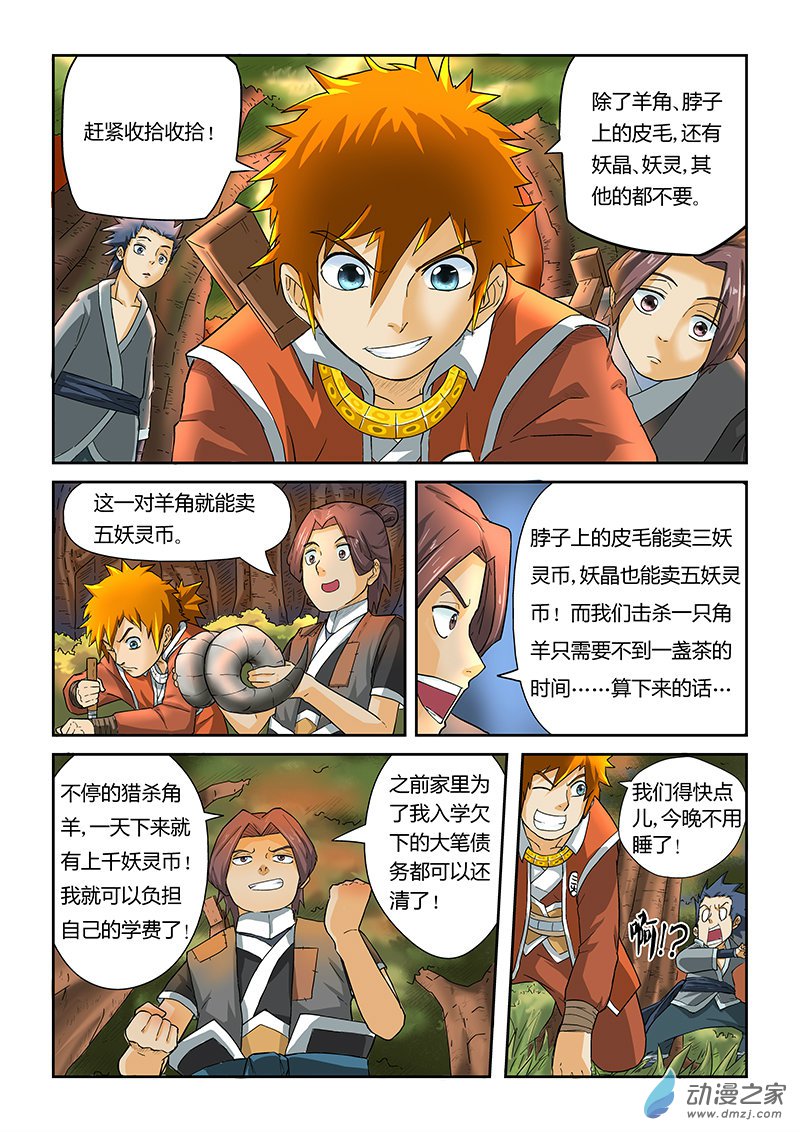 赶紧收拾收拾！
除了羊角、脖子
上的皮毛，还有
妖晶、妖灵，其
他的都不要。
这一对羊角就能卖
五妖灵币。
脖子上的皮毛能卖三妖
灵币，妖晶也能卖五妖灵
币！而我们击杀一只角
羊只需要不到一盏茶的
时间……算下来的话…
不停的猎杀角
羊，一天下来就
有上千妖灵币！
我就可以负担
自己的学费了！
之前家里为
了我入学欠
下的大笔债
务都可以还
清了！
我们得快点
儿，今晚不用
睡了！
啊!?
动漫之家
www.dmzj.com